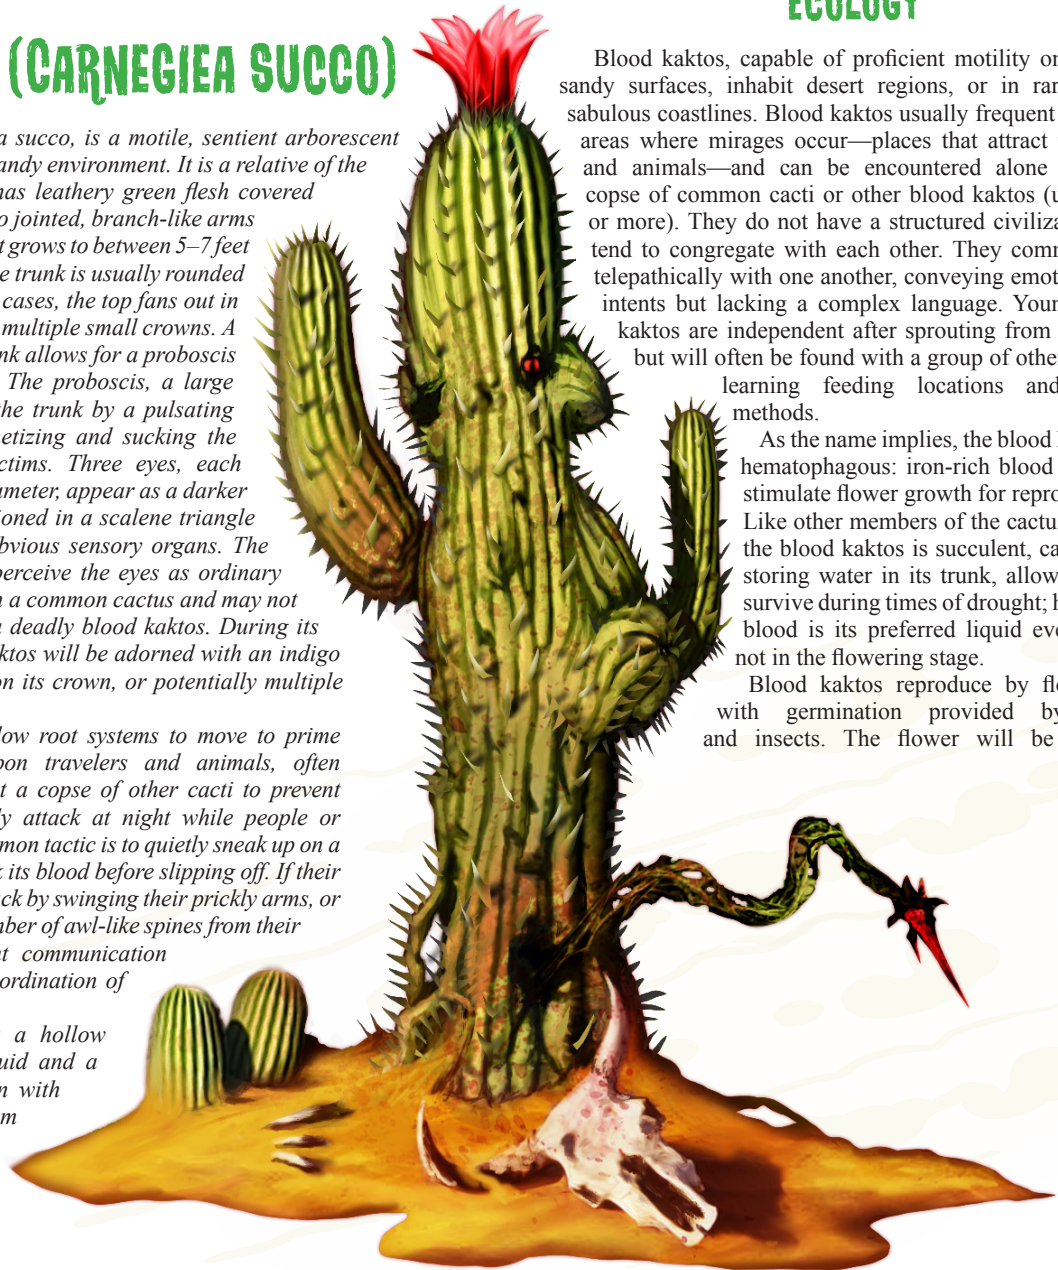 (CARNEGIEA SUCCO)
a succo, is a motile, sentient arborescent
andy environment. It is a relative of the
has leathery green flesh covered
o jointed, branch-like arms
t grows to between 5–7 feet
e trunk is usually rounded
cases, the top fans out in
multiple small crowns. A
nk allows for a proboscis
The proboscis, a large
the trunk by a pulsating
etizing and sucking the
ctims. Three eyes, each
ameter, appear as a darker
ioned in a scalene triangle
bvious sensory organs. The
perceive the eyes as ordinary
n a common cactus and may not
a deadly blood kaktos. During its
ktos will be adorned with an indigo
on its crown, or potentially multiple
low root systems to move to prime
pon travelers and animals, often
t a copse of other cacti to prevent
ly attack at night while people or
mmon tactic is to quietly sneak up on a
k its blood before slipping off. If their
ack by swinging their prickly arms, or
mber of awl-like spines from their
nt communication
ordination of
a hollow
uid and a
n with
m
ECOLOGY
Blood kaktos, capable of proficient motility on
sandy surfaces, inhabit desert regions, or in rar
sabulous coastlines. Blood kaktos usually frequent
areas where mirages occur—places that attract
and animals—and can be encountered alone
copse of common cacti or other blood kaktos (u
or more). They do not have a structured civiliza
tend to congregate with each other. They comm
telepathically with one another, conveying emot
intents but lacking a complex language. Youn
kaktos are independent after sprouting from
but will often be found with a group of other
learning feeding locations and
methods.
As the name implies, the blood
hematophagous: iron-rich blood
stimulate flower growth for repro
Like other members of the cactus
the blood kaktos is succulent, ca
storing water in its trunk, allow
survive during times of drought; h
blood is its preferred liquid eve
not in the flowering stage.
Blood kaktos reproduce by flo
with germination provided by
and insects. The flower will be